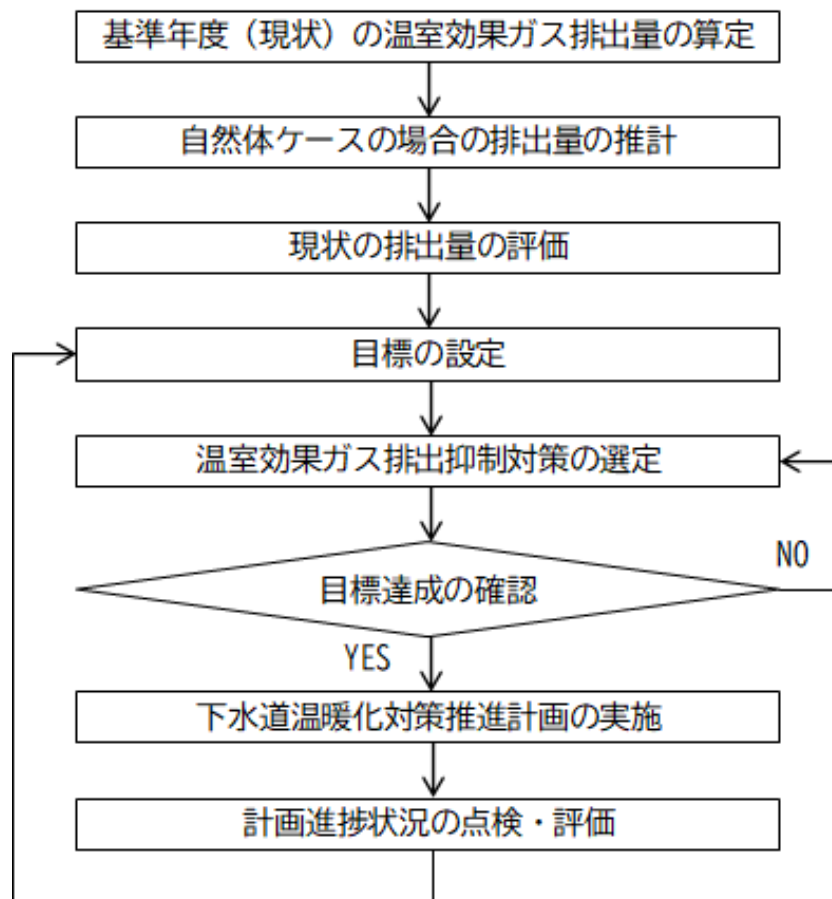 基準年度（現状）の温室効果ガス排出量の算定
自然体ケースの場合の排出量の推計
現状の排出量の評価
目標の設定
温室効果ガス排出抑制対策の選定
目標達成の確認
NO
YES
下水道温暖化対策推進計画の実施
計画進捗状況の点検・評価